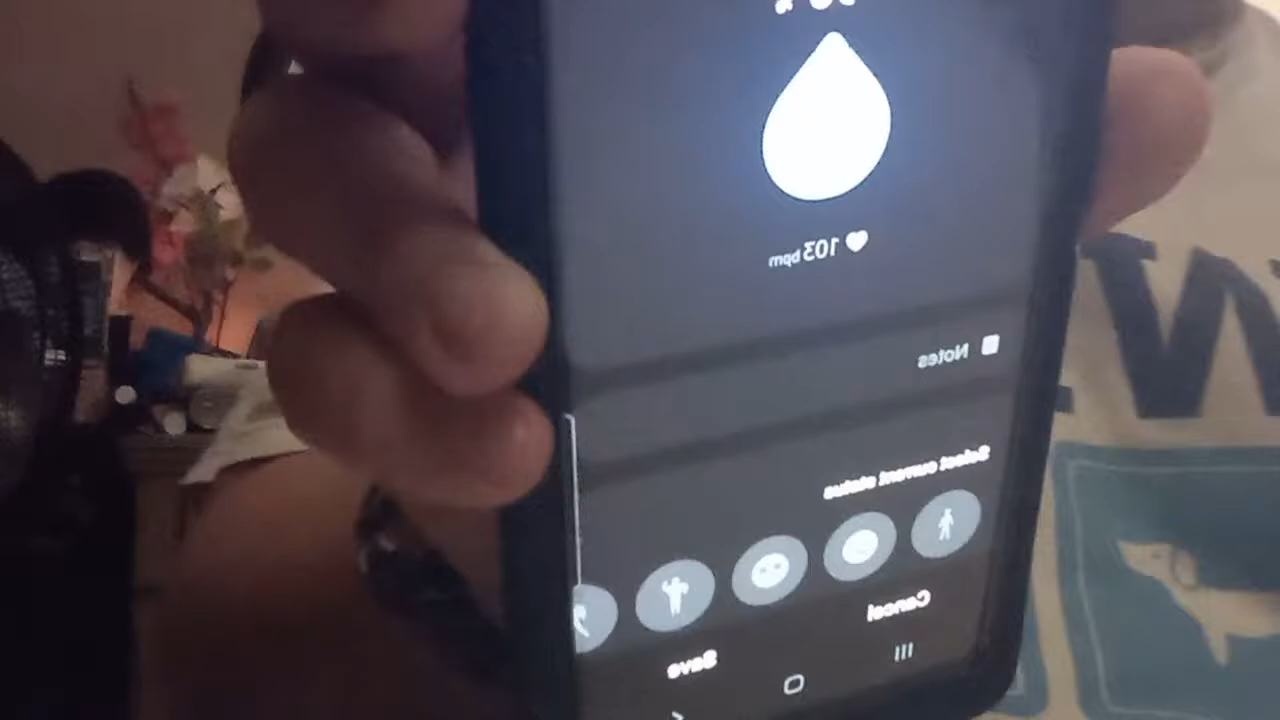 103 bpm
Notes
Select current status
Cancel
Save